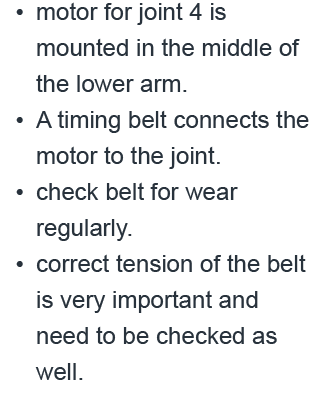 • motor for joint 4 is
mounted in the middle of
the lower arm.
• A timing belt connects the
motor to the joint.
• check belt for wear
regularly.
• correct tension of the belt
is very important and
need to be checked as
well.